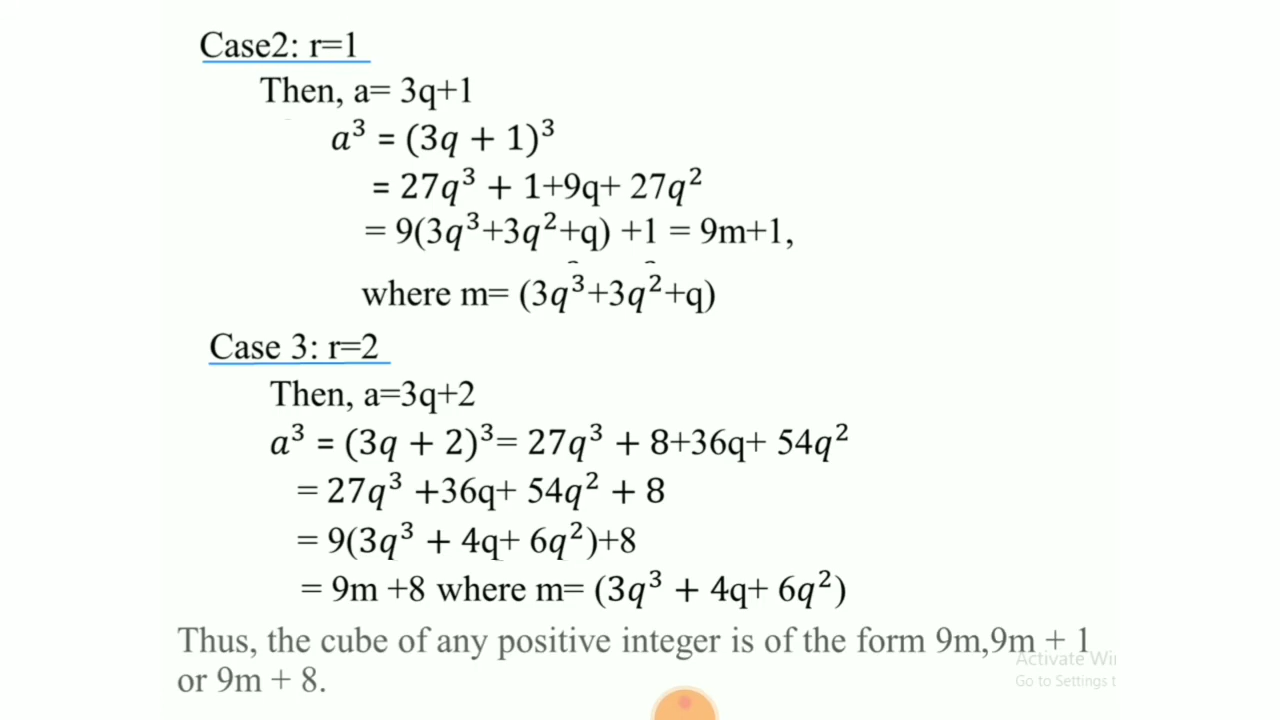 Case2: r=1
Then, a= 3q+1
a³ = (3q + 1)³
= 27q³ + 1+9q+ 27q²
= 9(3q³+3q²+q) +1 = 9m+1,
where m= (3q³+3q²+q)
Case 3: r=2
Then, a=3q+2
a³ = (3q + 2)³= 27q³ + 8+36q+ 54q²
= 27q³ +36q+ 54q² + 8
= 9(3q³ + 4q+ 6q²)+8
= 9m +8 where m= (3q³ + 4q+ 6q²)
Thus, the cube of any positive integer is of the form 9m,9m + 1
or 9m + 8.
Activate Wi
Go to Settings t